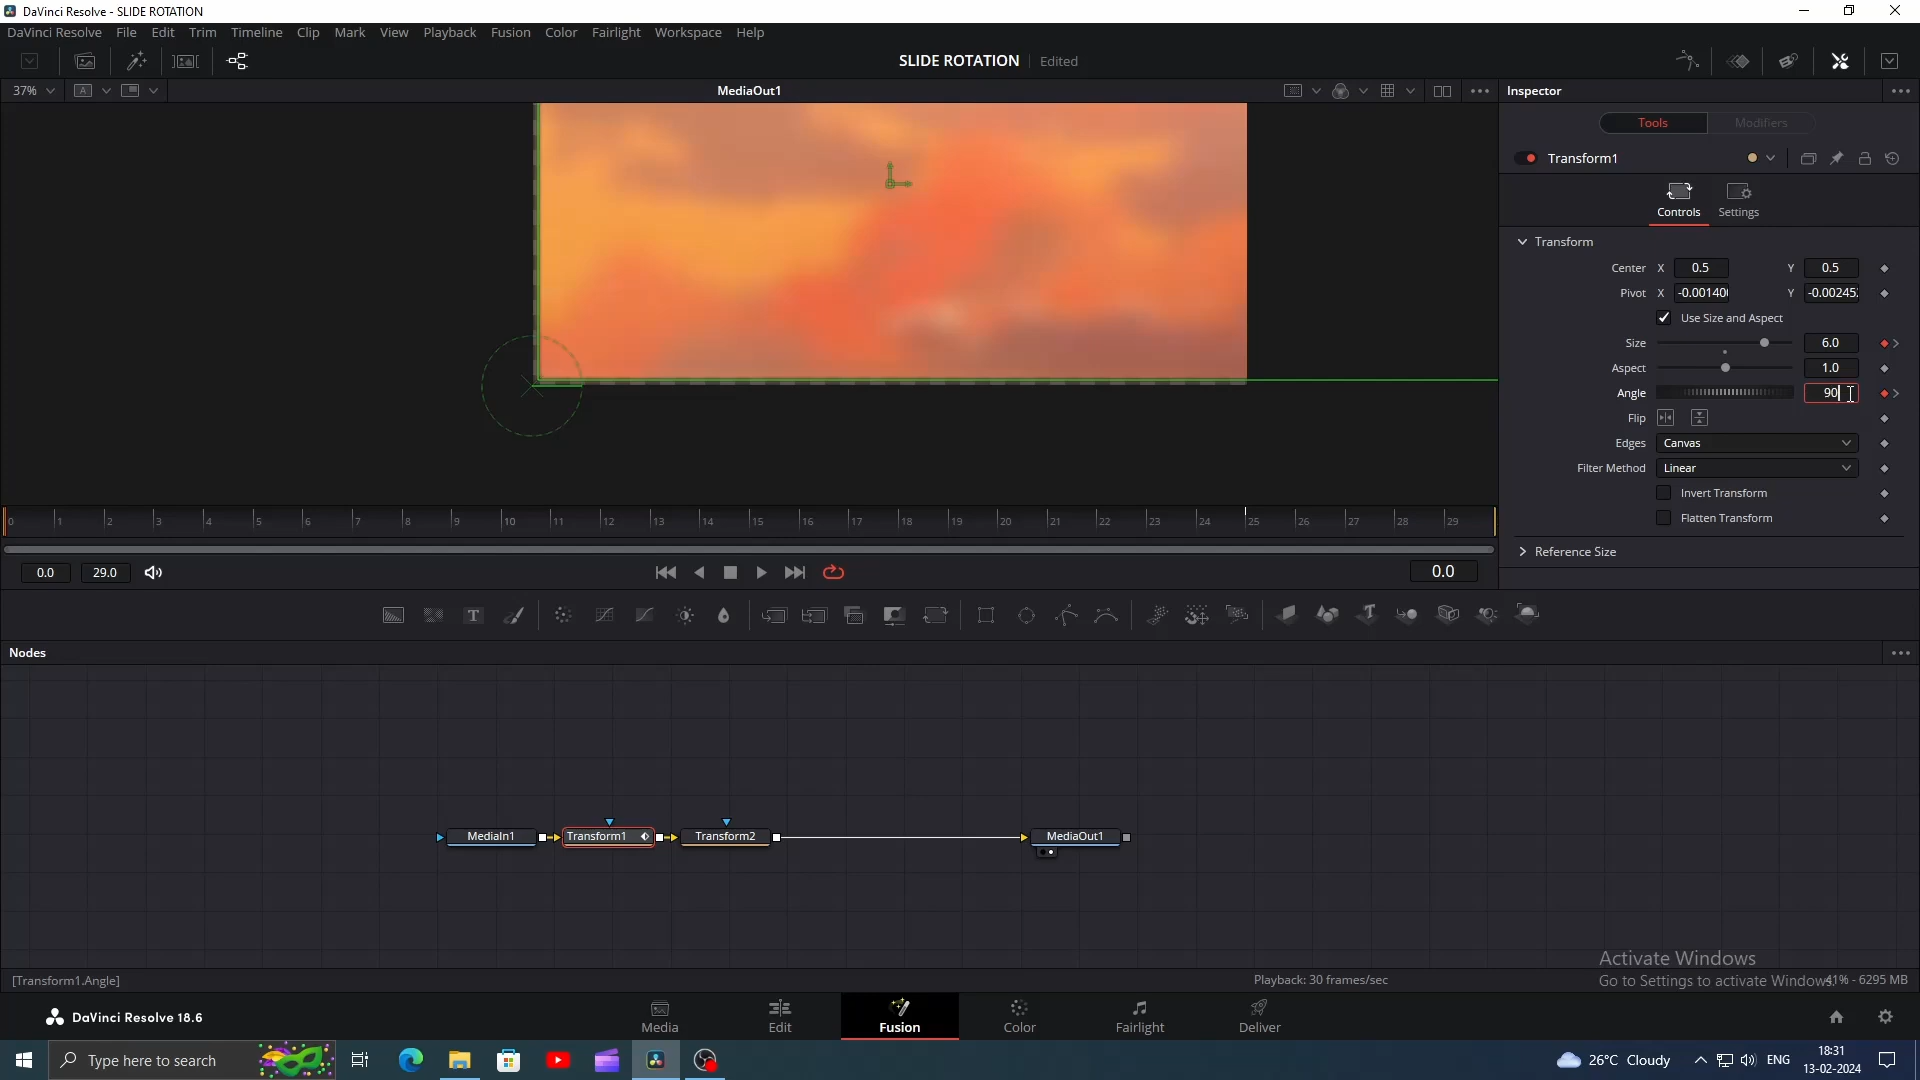 DaVinci Resolve - SLIDE ROTATION
DaVinci Resolve File Edit Trim Timeline Clip Mark View Playback Fusion Color Fairlight Workspace Help
SLIDE ROTATION Edited
37% A MediaOut1 Inspector
Tools Modifiers
Transform1
Controls Settings
Transform
Center X 0.5 Y 0.5
Pivot X -0.001400 Y -0.00245
Use Size and Aspect
Size 6.0
Aspect 1.0
Angle 90
Flip
Edges Canvas
Filter Method Linear
Invert Transform
Flatten Transform
Reference Size
0 1 2 3 4 5 6 7 8 9 10 11 12 13 14 15 16 17 18 19 20 21 22 23 24 25 26 27 28 29
0.0 29.0 0.0
T T
Nodes
MediaIn1 Transform1 Transform2 MediaOut1
Activate Windows
Go to Settings to activate Windows.
[Transform1.Angle] Playback: 30 frames/sec 41% - 6295 MB
DaVinci Resolve 18.6 Media Edit Fusion Color Fairlight Deliver
Type here to search 26°C Cloudy ENG 18:31
13-02-2024